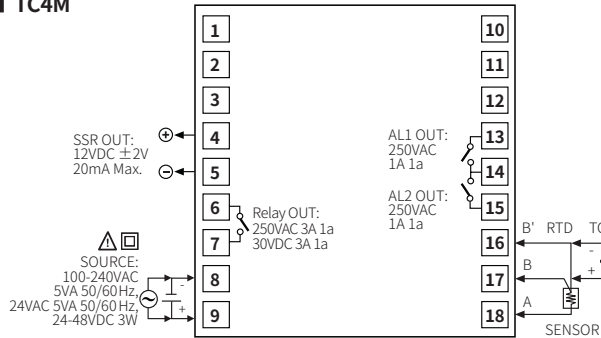 TC4M
1
2
3
4
5
6
7
8
9
10
11
12
13
14
15
16
17
18
SSR OUT:
12VDC ±2V
20mA Max.
Relay OUT:
250VAC 3A 1a
30VDC 3A 1a
SOURCE:
100-240VAC
5VA 50/60Hz,
24VAC 5VA 50/60Hz,
24-48VDC 3W
-
+
AL1 OUT:
250VAC
1A 1a
AL2 OUT:
250VAC
1A 1a
B' RTD
B
A
-
+
SENSOR